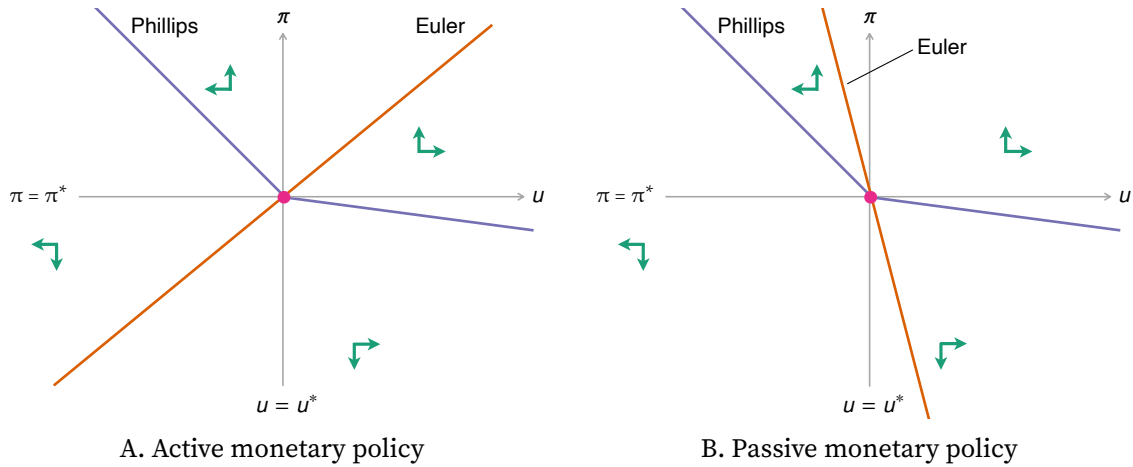 Phillips
π
Euler
π = π*
u
u = u*
A. Active monetary policy
Phillips
π
Euler
π = π*
u
u = u*
B. Passive monetary policy